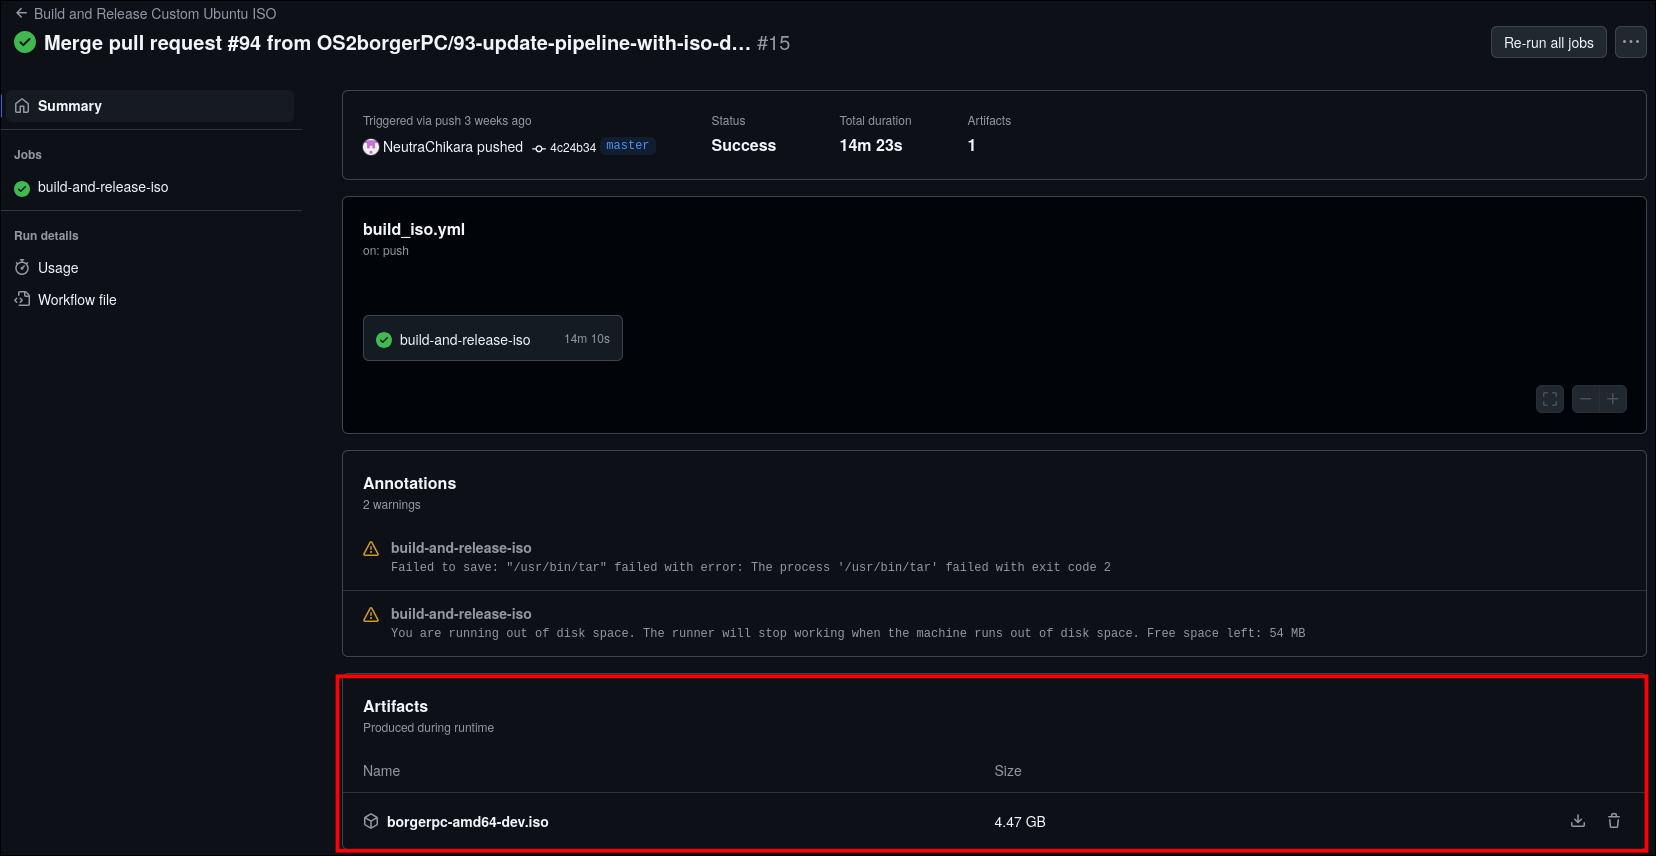 Build and Release Custom Ubuntu ISO
Merge pull request #94 from OS2borgerPC/93-update-pipeline-with-iso-d... #15
Re-run all jobs
Summary
Jobs
build-and-release-iso
Run details
Usage
Workflow file
Triggered via push 3 weeks ago
NeutraChikara pushed 4c24b34 master
Status
Success
Total duration
14m 23s
Artifacts
1
build_iso.yml
on: push
build-and-release-iso 14m 10s
Annotations
2 warnings
build-and-release-iso
Failed to save: "/usr/bin/tar" failed with error: The process '/usr/bin/tar' failed with exit code 2
build-and-release-iso
You are running out of disk space. The runner will stop working when the machine runs out of disk space. Free space left: 54 MB
Artifacts
Produced during runtime
Name Size
borgerpc-amd64-dev.iso 4.47 GB